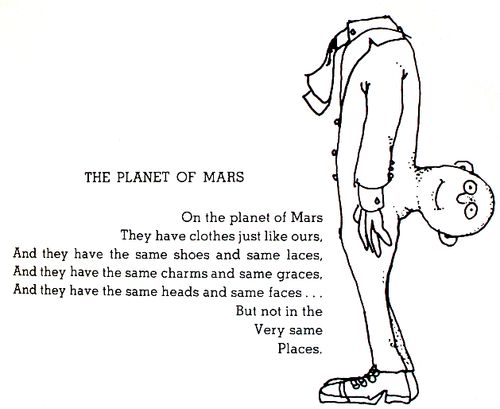 THE PLANET OF MARS
On the planet of Mars
They have clothes just like ours,
And they have the same shoes and same laces,
And they have the same charms and same graces,
And they have the same heads and same faces . . .
But not in the
Very same
Places.